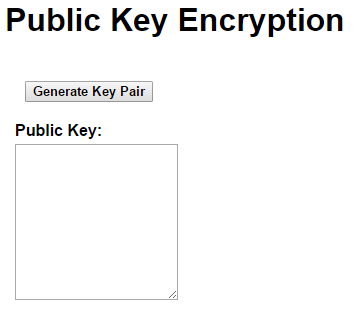 Public Key Encryption
Generate Key Pair
Public Key: